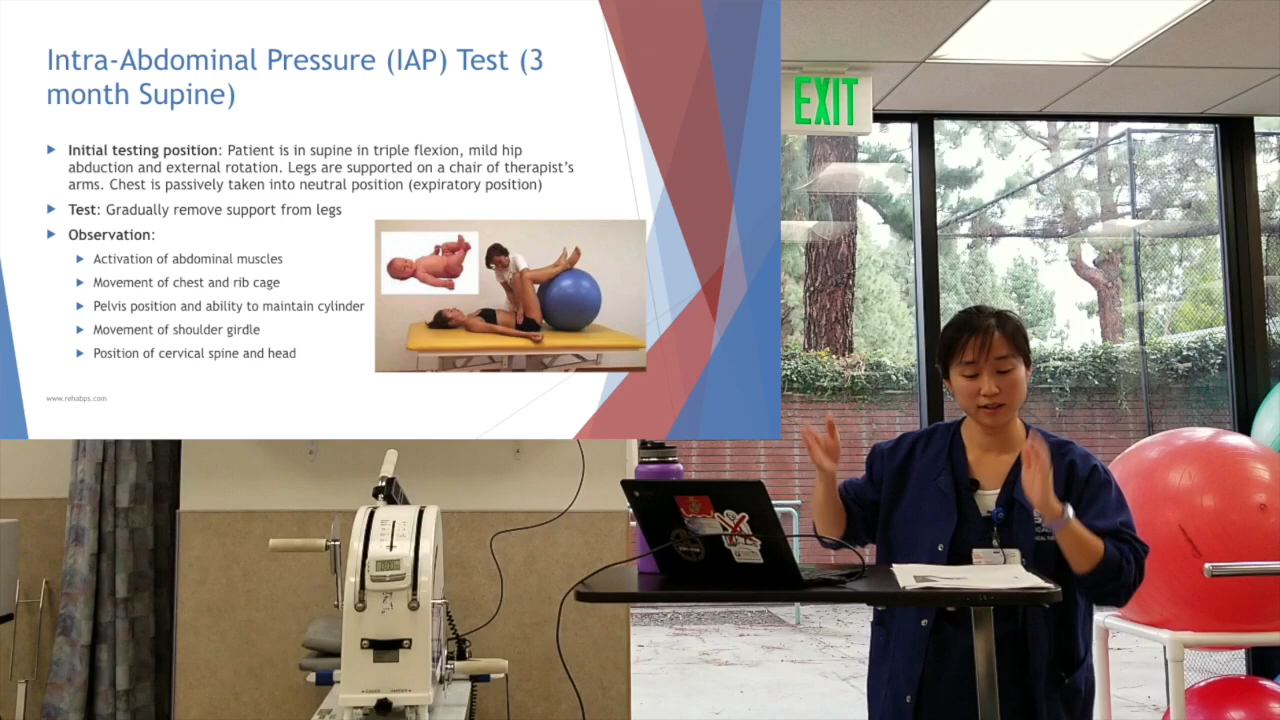 Intra-Abdominal Pressure (IAP) Test (3
month Supine)
Initial testing position: Patient is in supine in triple flexion, mild hip
abduction and external rotation. Legs are supported on a chair of therapist's
arms. Chest is passively taken into neutral position (expiratory position)
Test: Gradually remove support from legs
Observation:
Activation of abdominal muscles
Movement of chest and rib cage
Pelvis position and ability to maintain cylinder
Movement of shoulder girdle
Position of cervical spine and head
www.rehabps.com
EXIT